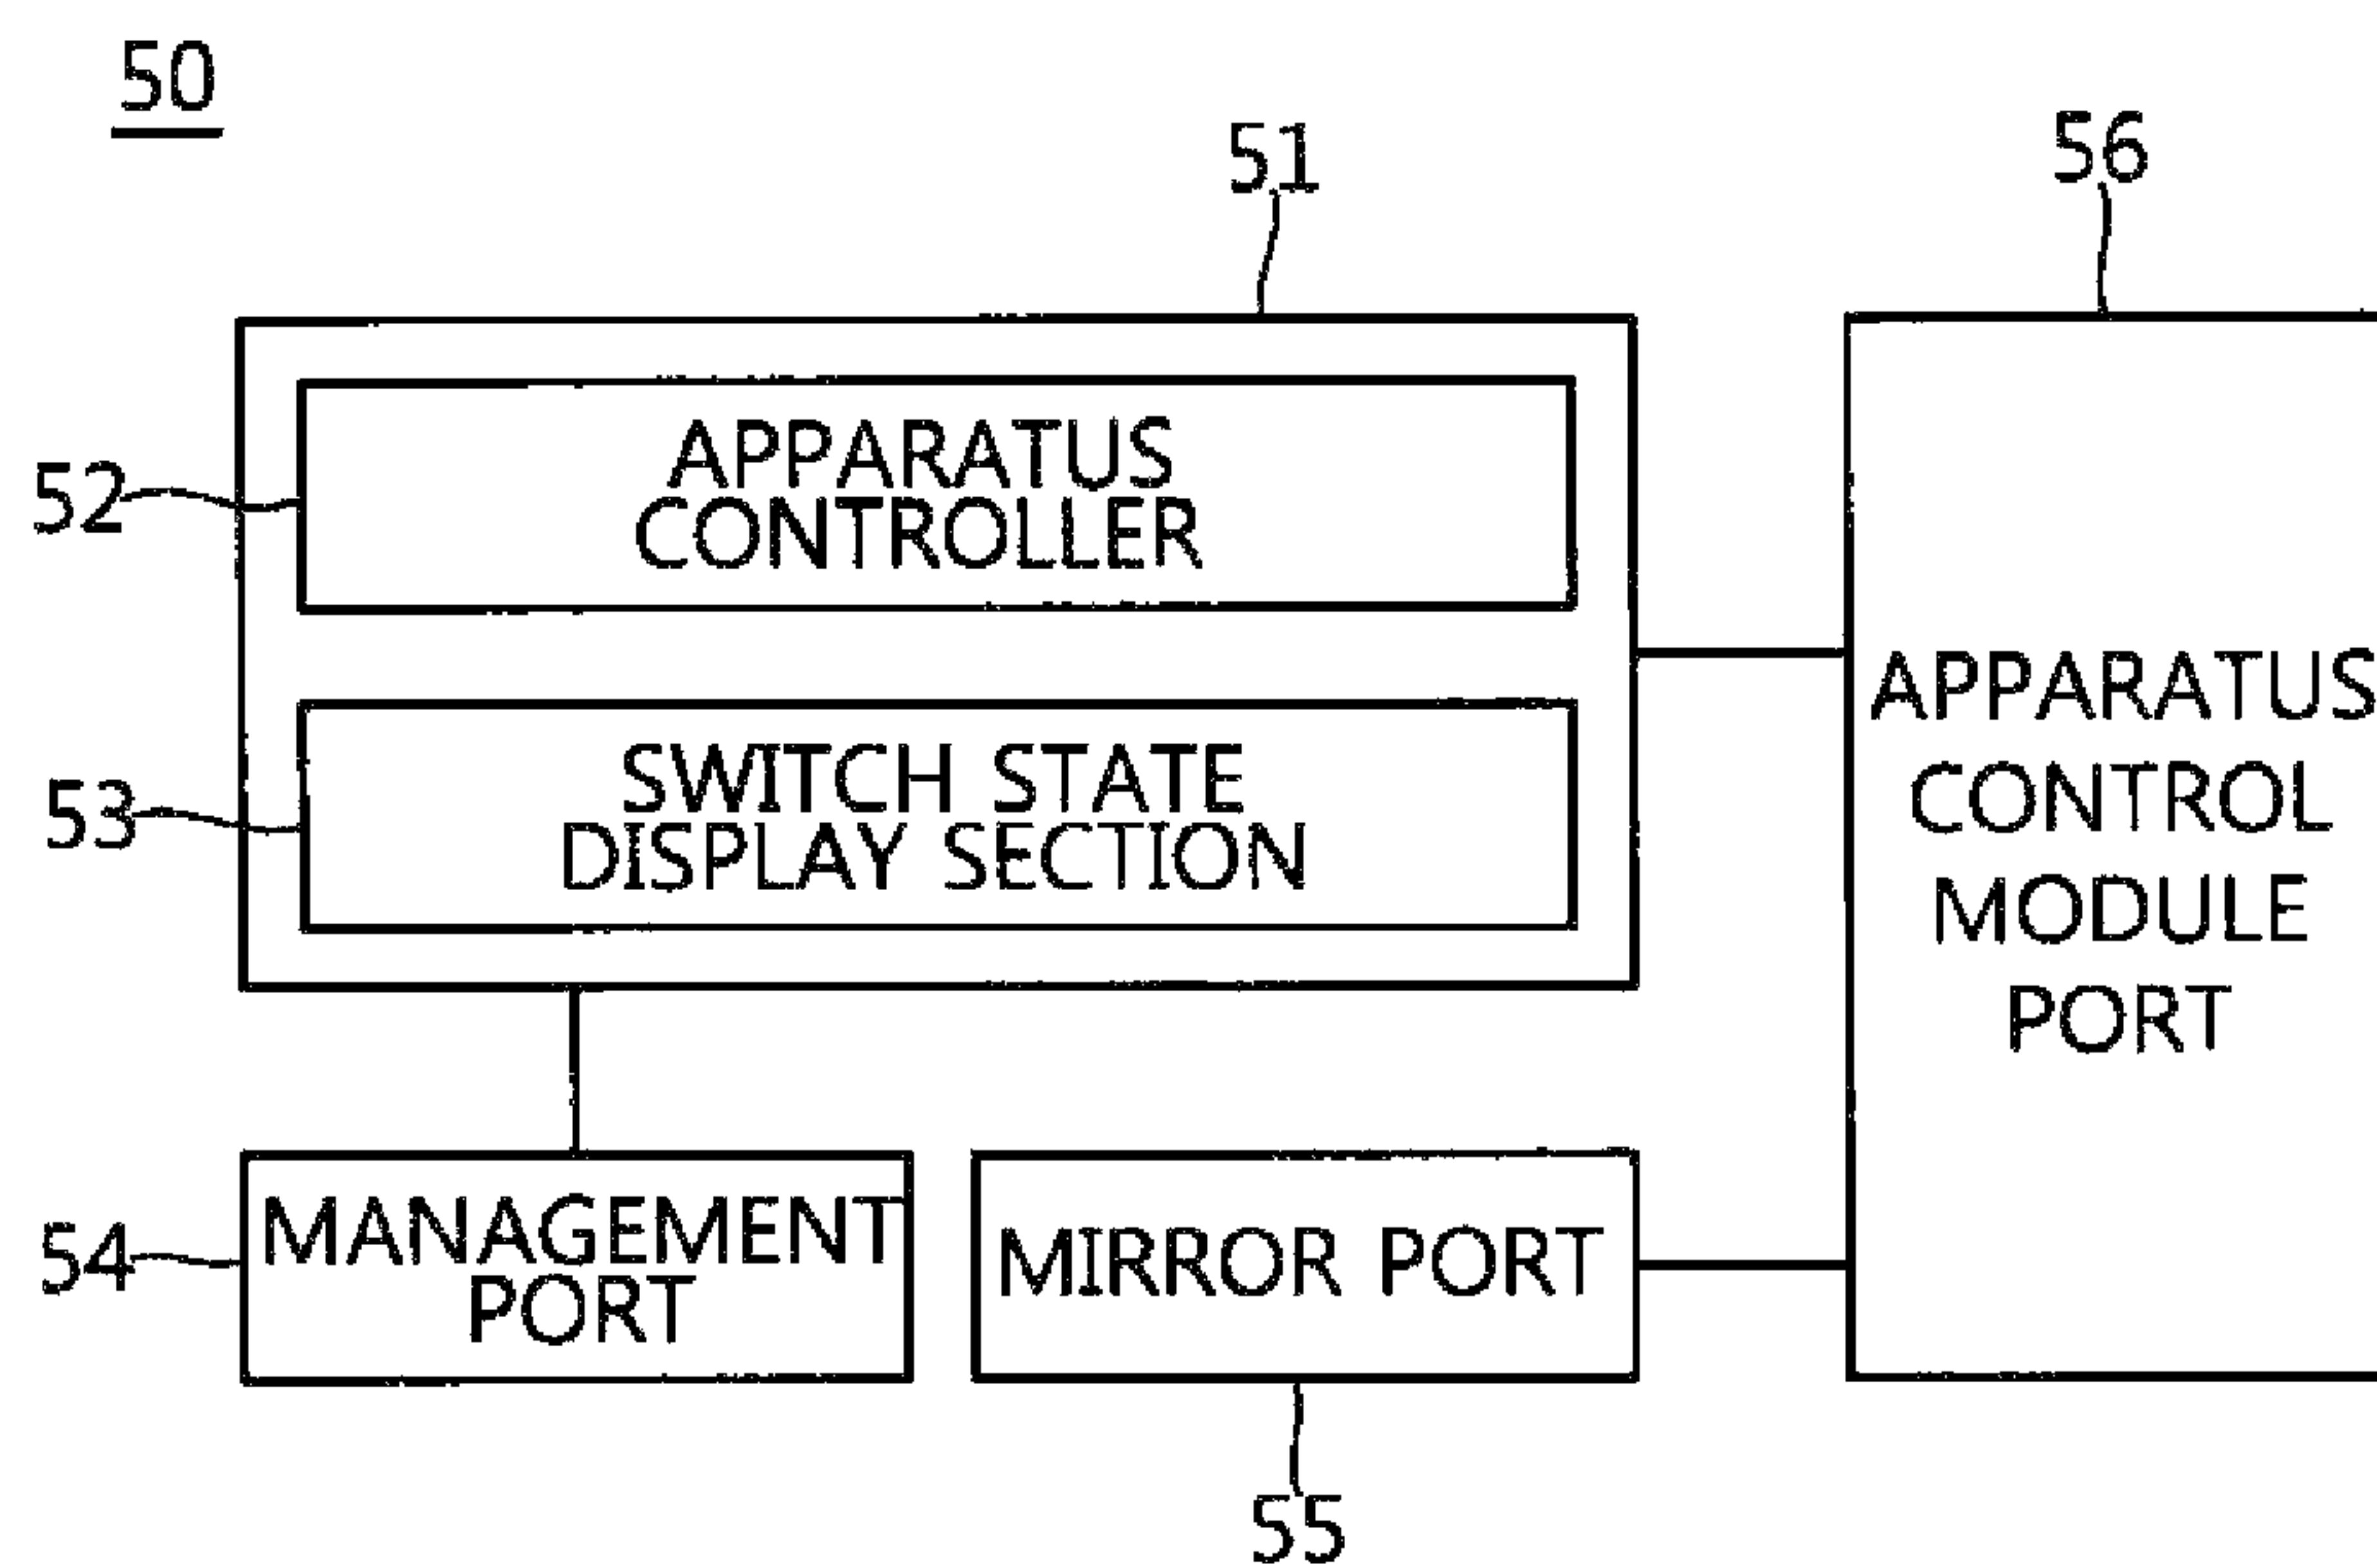 50
51
56
APPARATUS
CONTROLLER
52
SWITCH STATE
DISPLAY SECTION
53
APPARATUS
CONTROL
MODULE
PORT
MANAGEMENT
PORT
54
MIRROR PORT
55